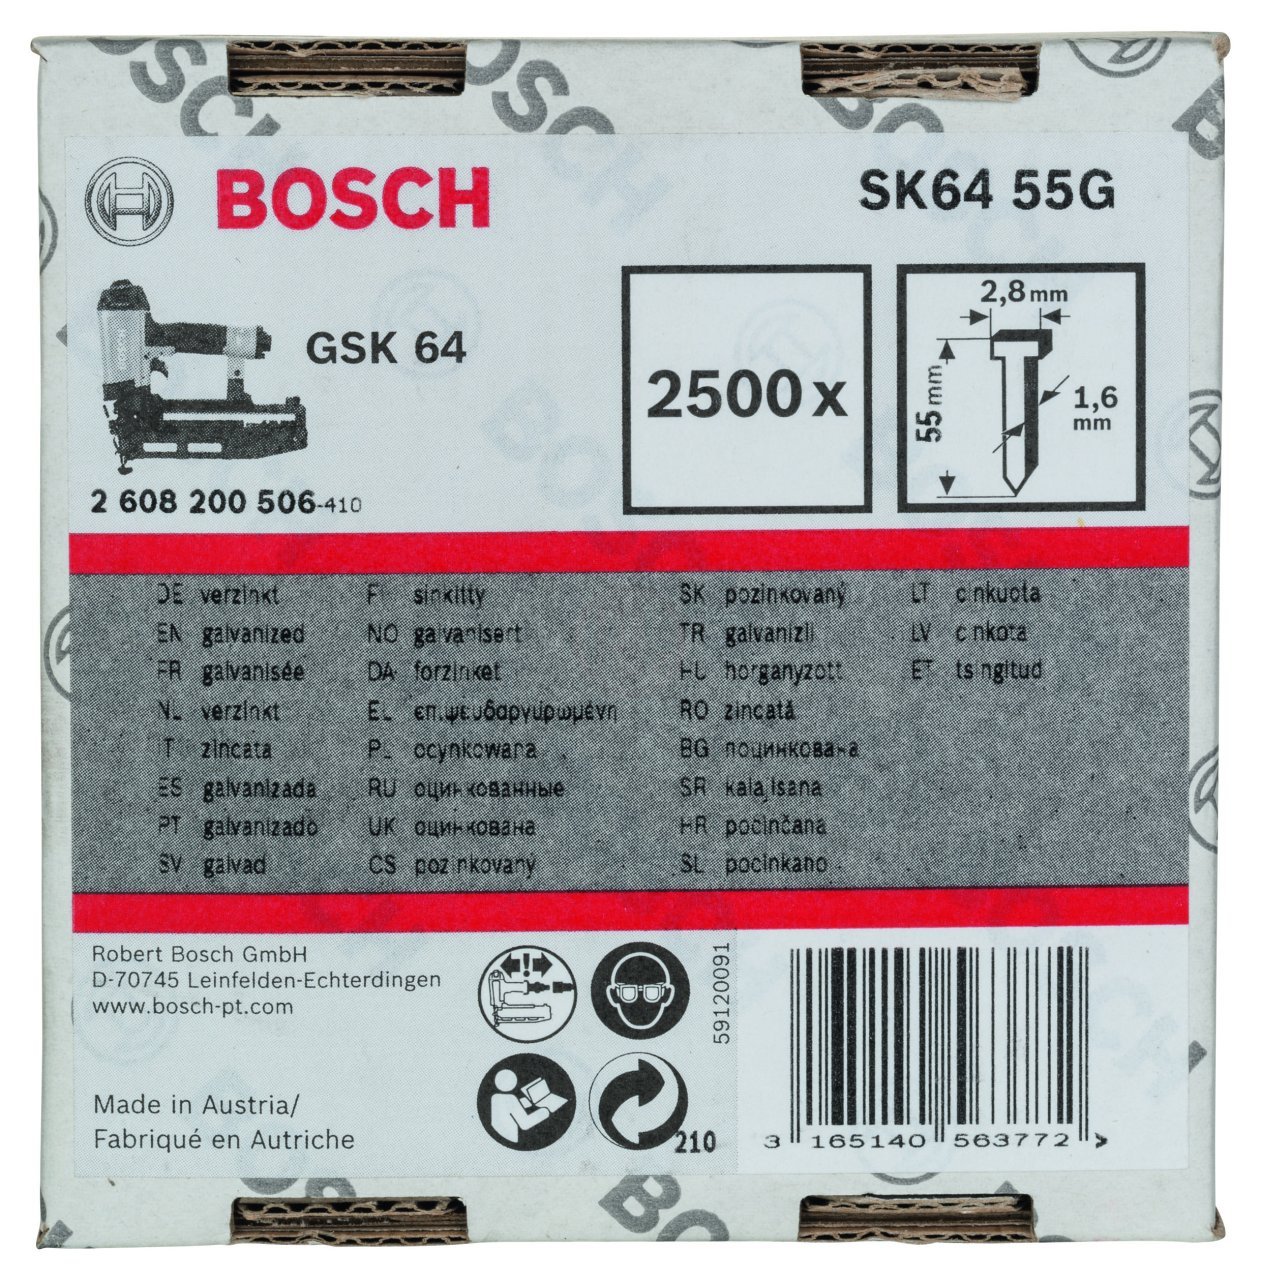 BOSCH
SK64 55G
GSK 64
2500 x
2,8 mm
55 mm
1,6
mm
2 608 200 506-410
DE verzinkt
EN galvanized
FR galvanisée
NL verzinkt
IT zincata
ES galvanizada
PT galvanizado
SV galvad
FI sinkitty
NO galvanisert
DA forzinket
EL επιψευδαργυρωμένη
PL ocynkowana
RU оцинкованные
UK оцинкована
CS pozinkovaný
SK pozinkovaný
TR galvanizli
HU horganyzott
RO zincată
BG поцинкована
SR kalajisana
HR pocinčana
SL pocinkano
LT cinkuota
LV cinkota
ET tsingitud
Robert Bosch GmbH
D-70745 Leinfelden-Echterdingen
www.bosch-pt.com
Made in Austria/
Fabriqué en Autriche
210
59120091
3 165140 563772 >